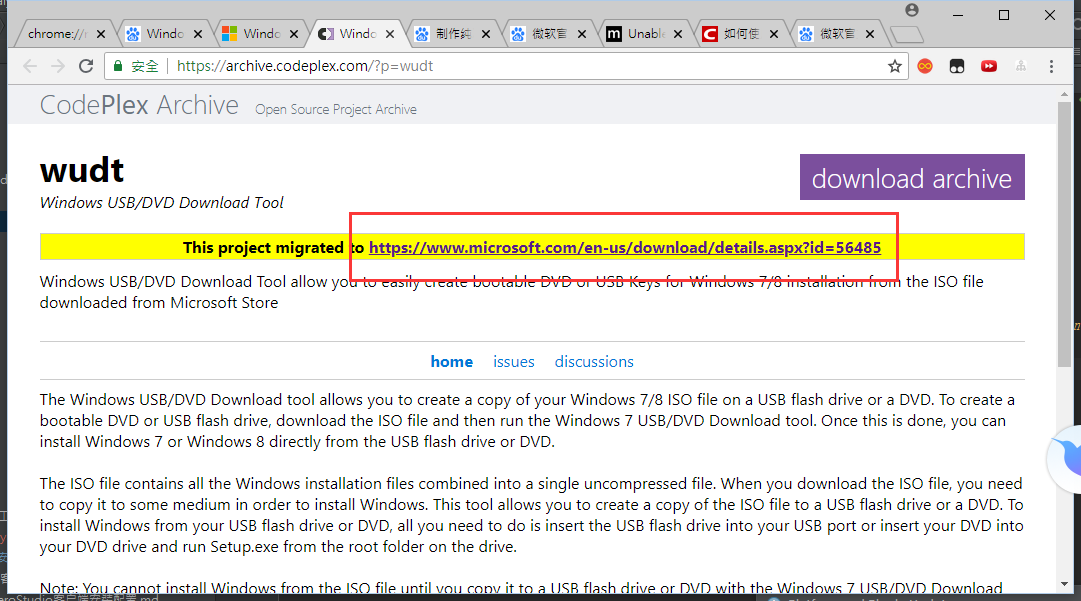 chrome://
Windo
Windo
Windo
制作纯
微软官
Unable
如何使
微软官
安全 https://archive.codeplex.com/?p=wudt
CodePlex Archive Open Source Project Archive
wudt
download archive
Windows USB/DVD Download Tool
This project migrated to https://www.microsoft.com/en-us/download/details.aspx?id=56485
Windows USB/DVD Download Tool allow you to easily create bootable DVD or USB Keys for Windows 7/8 installation from the ISO file
downloaded from Microsoft Store
home issues discussions
The Windows USB/DVD Download tool allows you to create a copy of your Windows 7/8 ISO file on a USB flash drive or a DVD. To create a
bootable DVD or USB flash drive, download the ISO file and then run the Windows 7 USB/DVD Download tool. Once this is done, you can
install Windows 7 or Windows 8 directly from the USB flash drive or DVD.
The ISO file contains all the Windows installation files combined into a single uncompressed file. When you download the ISO file, you need
to copy it to some medium in order to install Windows. This tool allows you to create a copy of the ISO file to a USB flash drive or a DVD. To
install Windows from your USB flash drive or DVD, all you need to do is insert the USB flash drive into your USB port or insert your DVD into
your DVD drive and run Setup.exe from the root folder on the drive.
Note: You cannot install Windows from the ISO file until you copy it to a USB flash drive or DVD with the Windows 7 USB/DVD Download